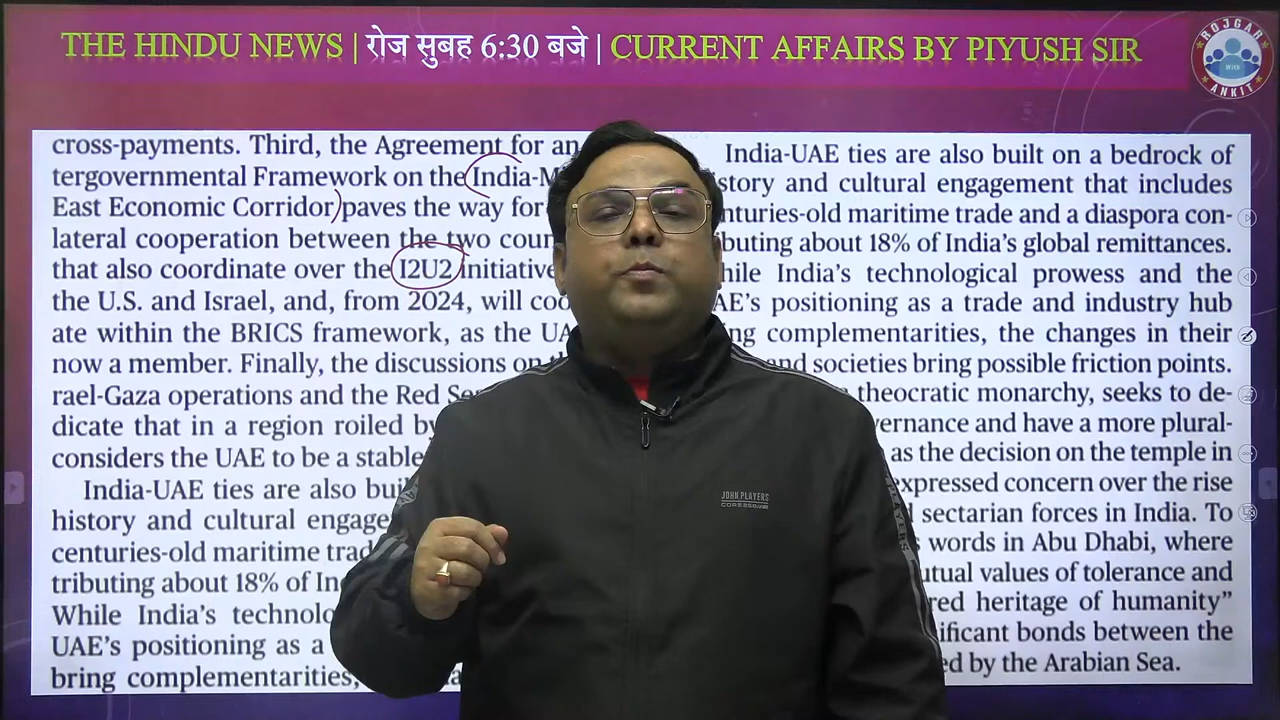 THE HINDU NEWS | रोज सुबह 6:30 बजे | CURRENT AFFAIRS BY PIYUSH SIR
ROJGAR
With
ANKIT
cross-payments. Third, the Agreement for an
tergovernmental Framework on the India-M
East Economic Corridor paves the way for
lateral cooperation between the two coun
that also coordinate over the I2U2 initiative
the U.S. and Israel, and, from 2024, will coo
ate within the BRICS framework, as the UA
now a member. Finally, the discussions on
rael-Gaza operations and the Red Se
dicate that in a region roiled by
considers the UAE to be a stable
India-UAE ties are also buil
history and cultural engage
centuries-old maritime trad
tributing about 18% of In
While India's technolo
UAE's positioning as a
bring complementarities,
India-UAE ties are also built on a bedrock of
story and cultural engagement that includes
nturies-old maritime trade and a diaspora con-
ibuting about 18% of India's global remittances.
hile India's technological prowess and the
AE's positioning as a trade and industry hub
ng complementarities, the changes in their
and societies bring possible friction points.
theocratic monarchy, seeks to de-
vernance and have a more plural-
as the decision on the temple in
expressed concern over the rise
sectarian forces in India. To
words in Abu Dhabi, where
utual values of tolerance and
red heritage of humanity"
ificant bonds between the
ed by the Arabian Sea.
JOHN PLAYERS